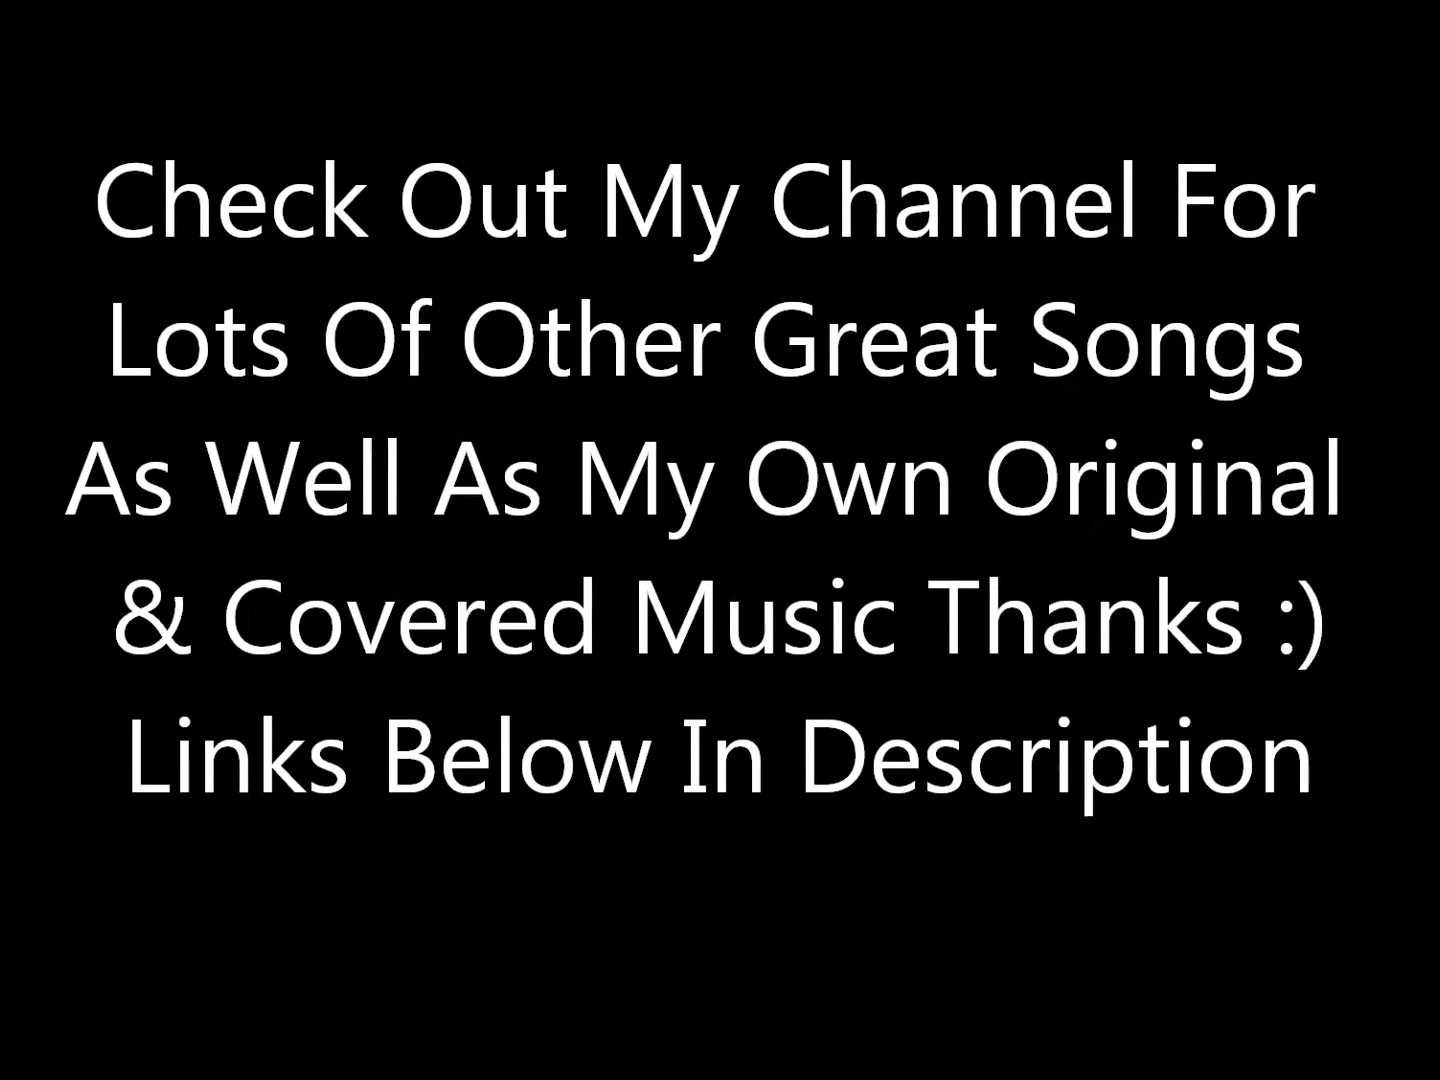 Check Out My Channel For
Lots Of Other Great Songs
As Well As My Own Original
& Covered Music Thanks :)
Links Below In Description